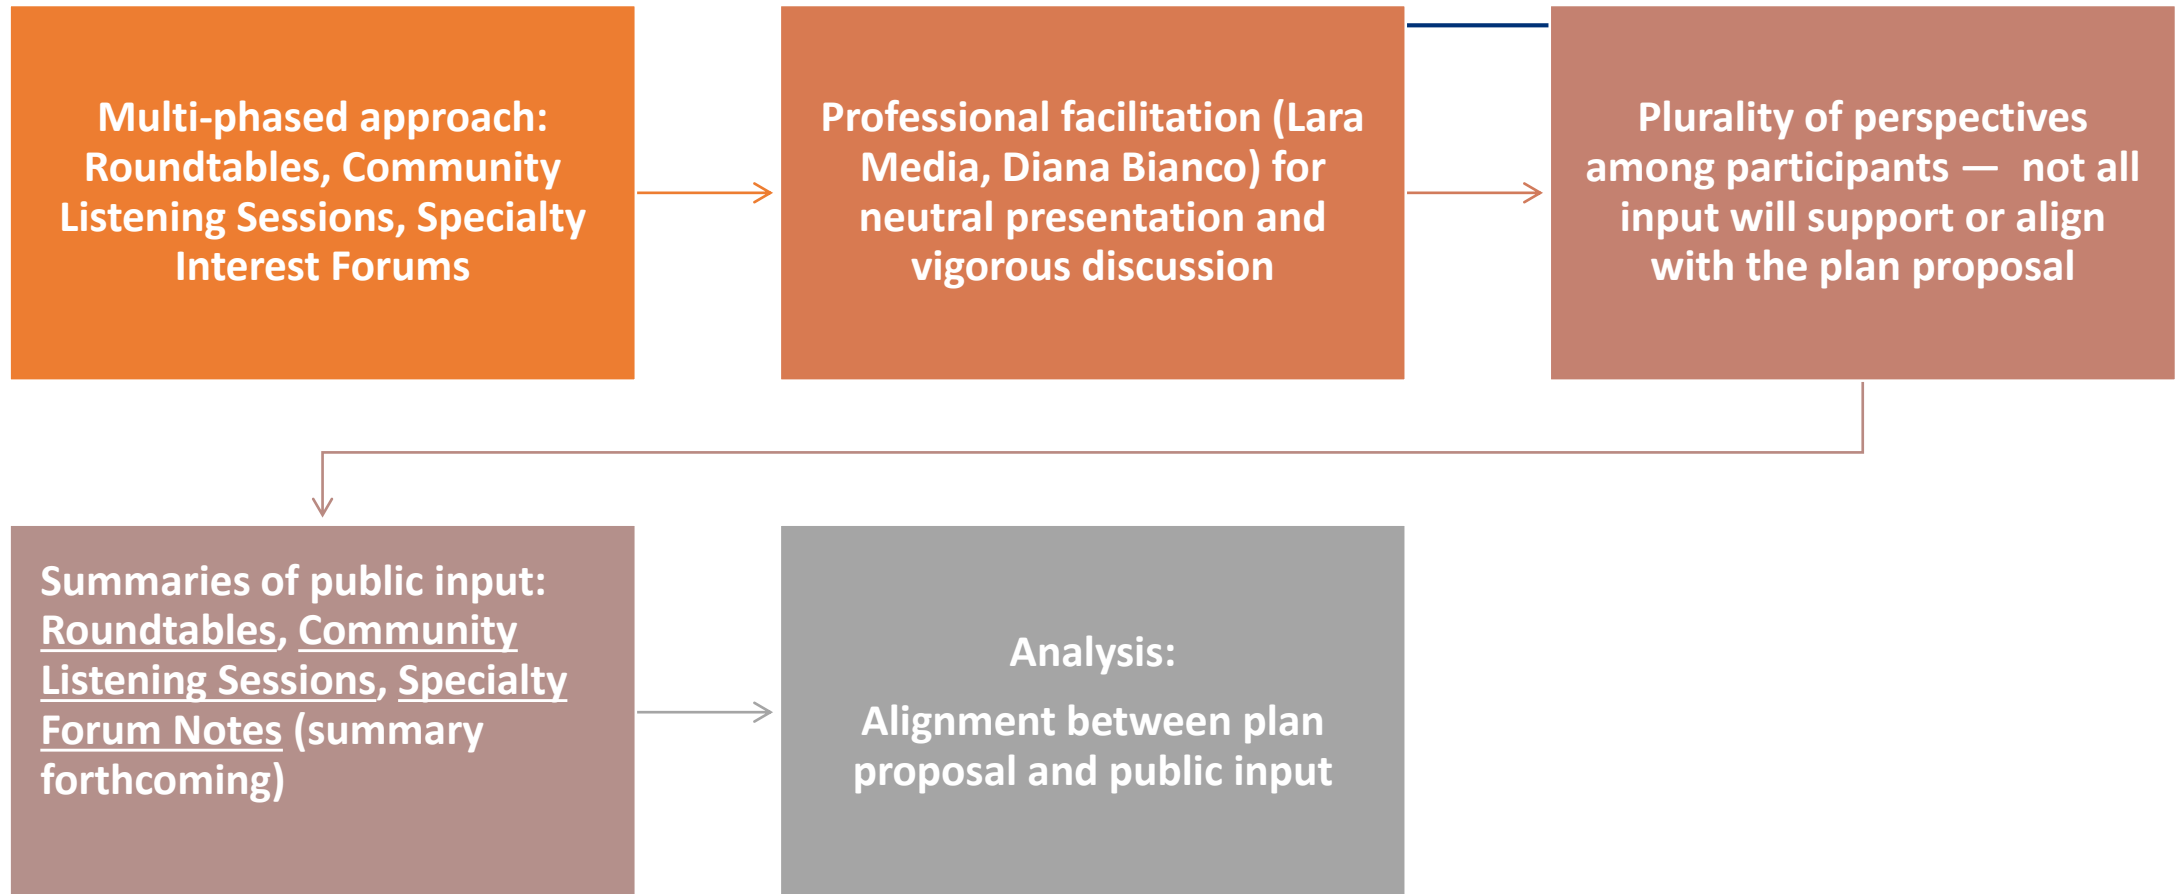 Multi-phased approach:
Roundtables, Community
Listening Sessions, Specialty
Interest Forums
Professional facilitation (Lara
Media, Diana Bianco) for
neutral presentation and
vigorous discussion
Plurality of perspectives
among participants —  not all
input will support or align
with the plan proposal
Summaries of public input:
Roundtables, Community
Listening Sessions, Specialty
Forum Notes (summary
forthcoming)
Analysis:
Alignment between plan
proposal and public input